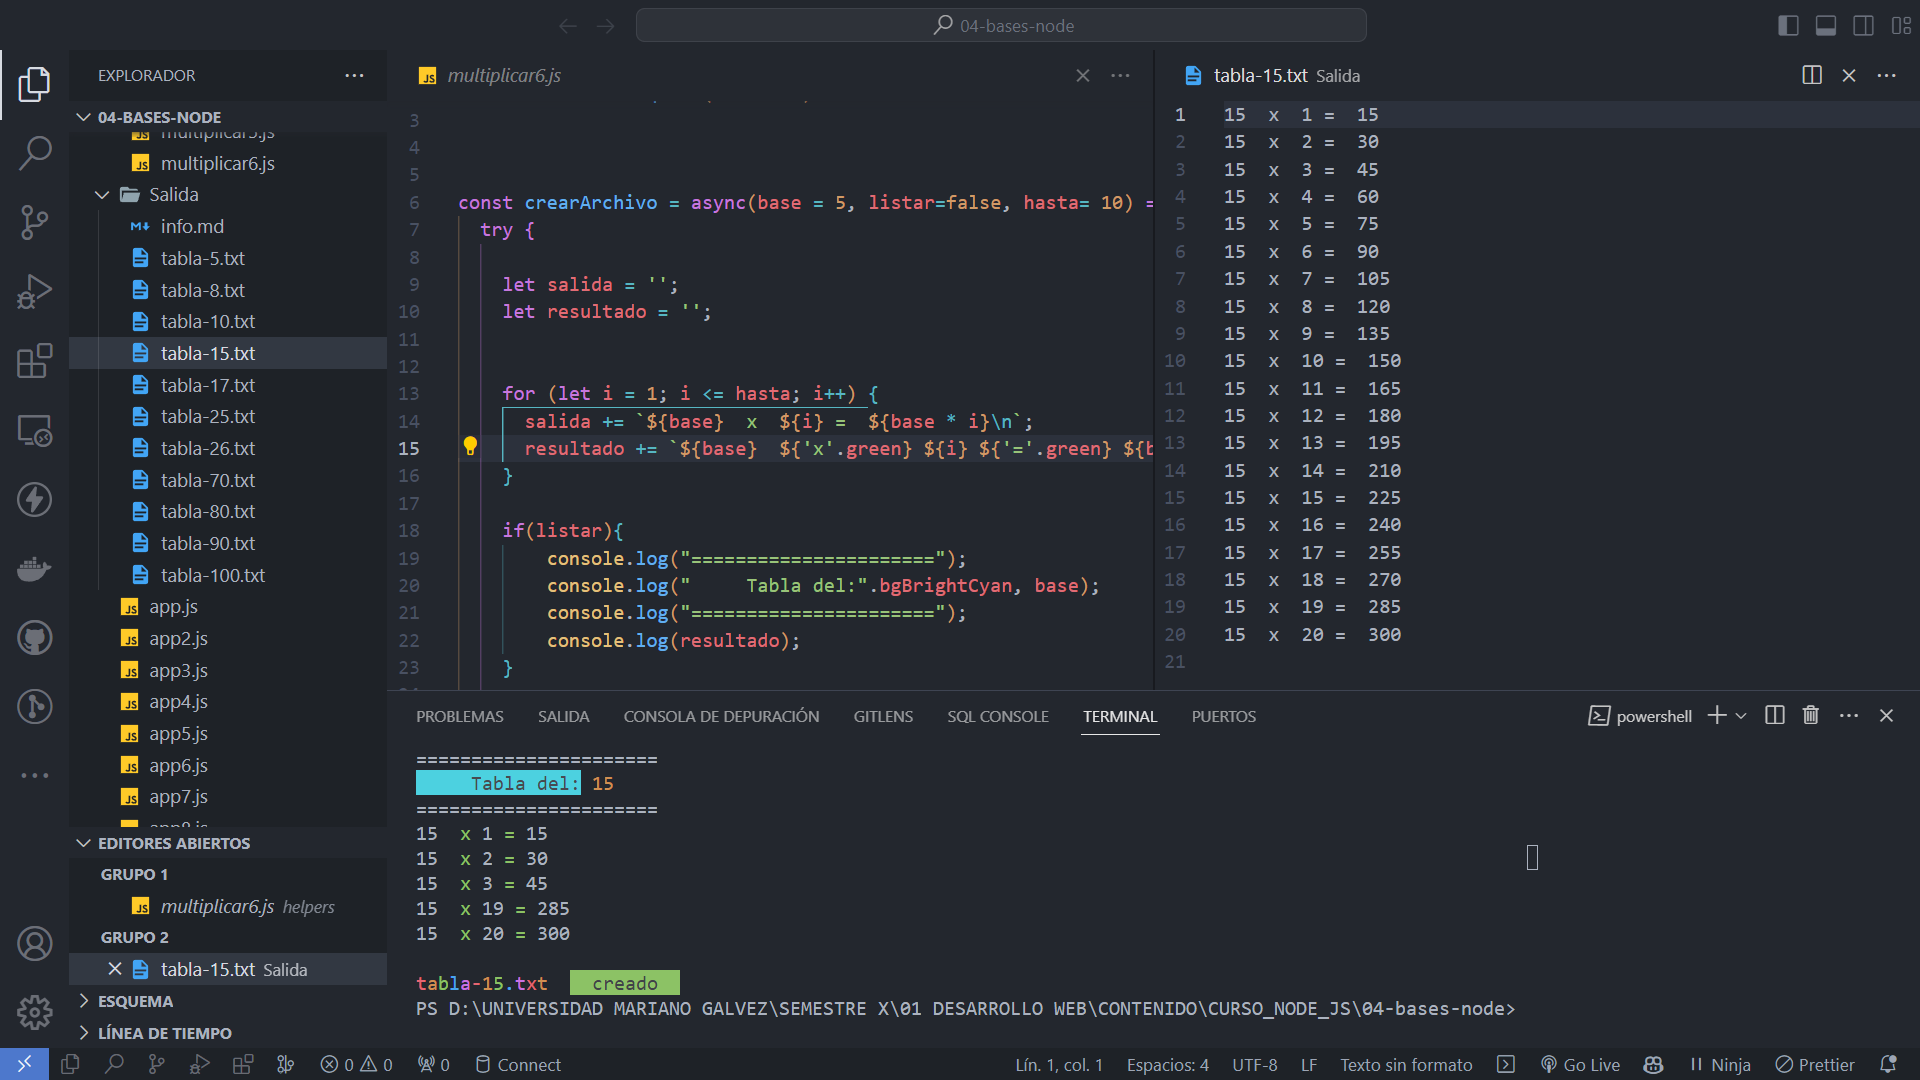 04-bases-node
EXPLORADOR
04-BASES-NODE
multiplicar5.js
multiplicar6.js
Salida
info.md
tabla-5.txt
tabla-8.txt
tabla-10.txt
tabla-15.txt
tabla-17.txt
tabla-25.txt
tabla-26.txt
tabla-70.txt
tabla-80.txt
tabla-90.txt
tabla-100.txt
app.js
app2.js
app3.js
app4.js
app5.js
app6.js
app7.js
app8.js
EDITORES ABIERTOS
GRUPO 1
multiplicar6.js helpers
GRUPO 2
tabla-15.txt Salida
ESQUEMA
LÍNEA DE TIEMPO
multiplicar6.js
3
4
5
6 const crearArchivo = async(base = 5, listar=false, hasta= 10) =
7 try {
8
9 let salida = '';
10 let resultado = '';
11
12
13 for (let i = 1; i <= hasta; i++) {
14 salida += `${base}  x  ${i} =  ${base * i}\n`;
15 resultado += `${base}  ${'x'.green} ${i} ${'='.green} ${b
16 }
17
18 if(listar){
19 console.log("======================");
20 console.log("     Tabla del:".bgBrightCyan, base);
21 console.log("======================");
22 console.log(resultado);
23 }
tabla-15.txt Salida
1 15  x  1 =  15
2 15  x  2 =  30
3 15  x  3 =  45
4 15  x  4 =  60
5 15  x  5 =  75
6 15  x  6 =  90
7 15  x  7 =  105
8 15  x  8 =  120
9 15  x  9 =  135
10 15  x  10 =  150
11 15  x  11 =  165
12 15  x  12 =  180
13 15  x  13 =  195
14 15  x  14 =  210
15 15  x  15 =  225
16 15  x  16 =  240
17 15  x  17 =  255
18 15  x  18 =  270
19 15  x  19 =  285
20 15  x  20 =  300
21
PROBLEMAS SALIDA CONSOLA DE DEPURACIÓN GITLENS SQL CONSOLE TERMINAL PUERTOS powershell
======================
Tabla del: 15
======================
15  x 1 = 15
15  x 2 = 30
15  x 3 = 45
15  x 19 = 285
15  x 20 = 300
tabla-15.txt creado
PS D:\UNIVERSIDAD MARIANO GALVEZ\SEMESTRE X\01 DESARROLLO WEB\CONTENIDO\CURSO_NODE_JS\04-bases-node>
0 0 0 Connect Lín. 1, col. 1 Espacios: 4 UTF-8 LF Texto sin formato Go Live Ninja Prettier